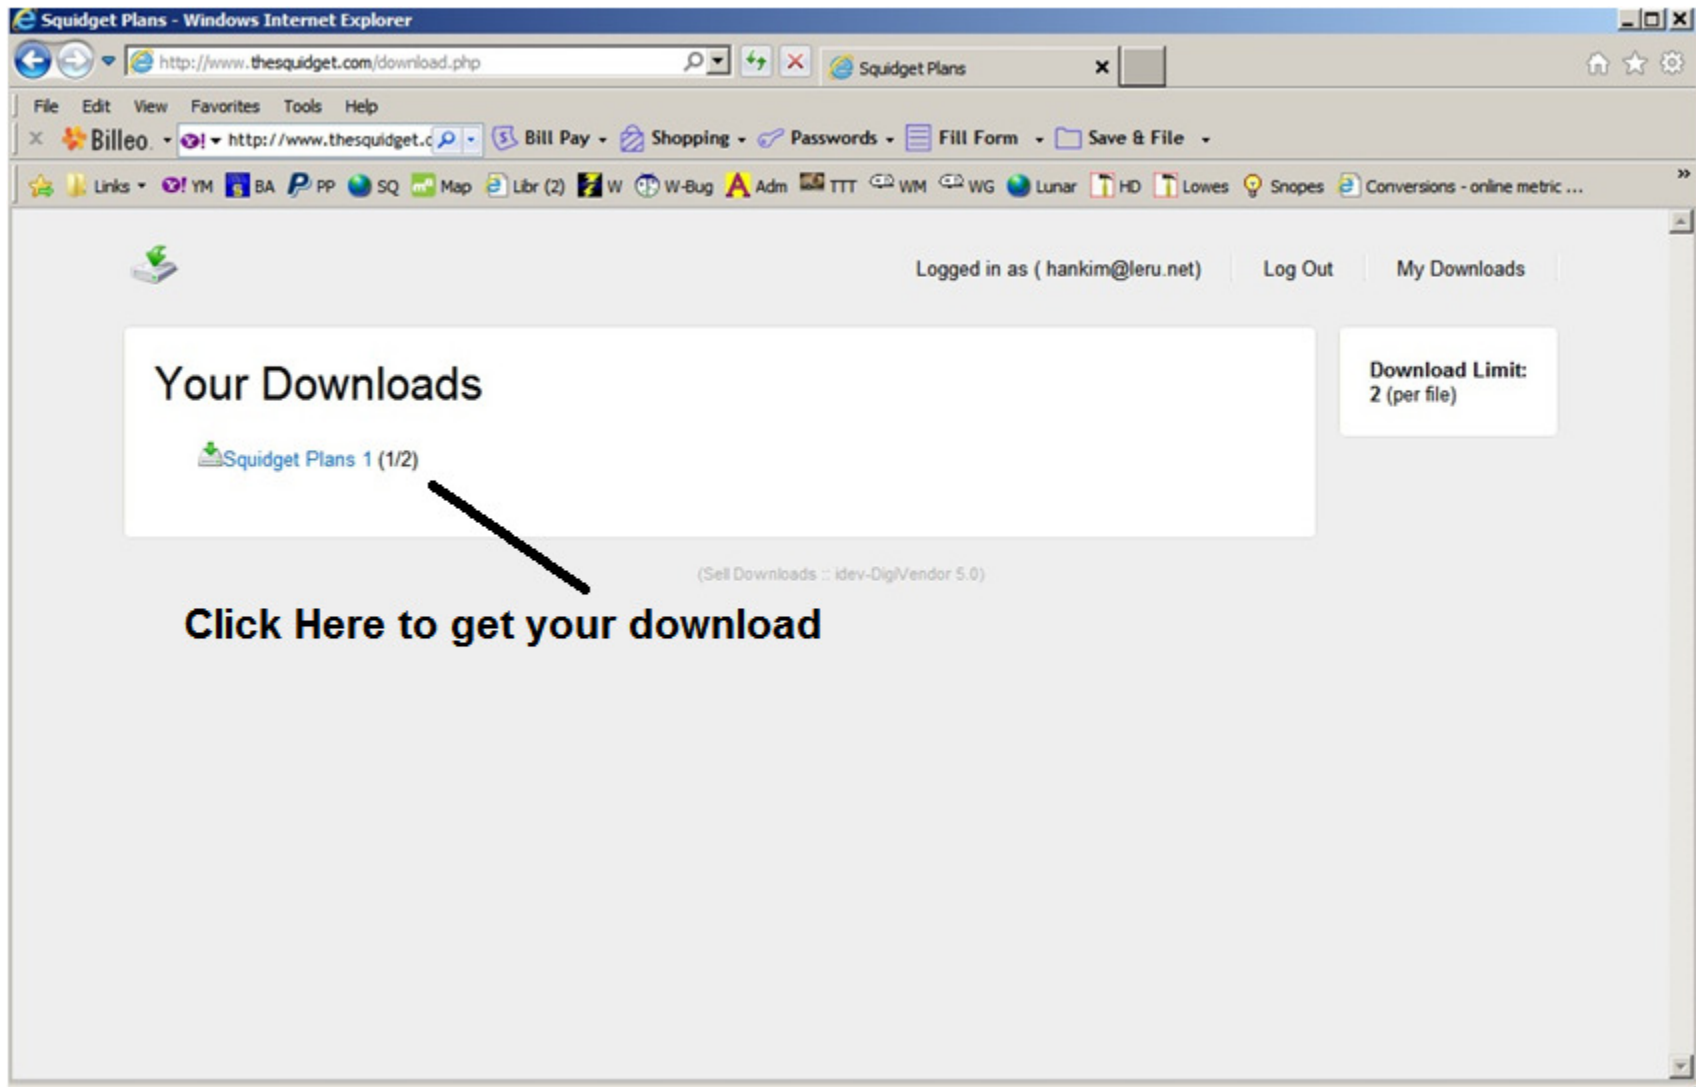 Squidget Plans - Windows Internet Explorer
http://www.thesquidget.com/download.php
Squidget Plans
File Edit View Favorites Tools Help
Billeo. http://www.thesquidget.c Bill Pay Shopping Passwords Fill Form Save & File
Links YM BA PP SQ Map Libr (2) W W-Bug Adm TTT WM WG Lunar HD Lowes Snopes Conversions - online metric ... »
Logged in as ( hankim@leru.net) Log Out My Downloads
Your Downloads
Download Limit:
2 (per file)
Squidget Plans 1 (1/2)
(Sell Downloads :: idev-DigiVendor 5.0)
Click Here to get your download